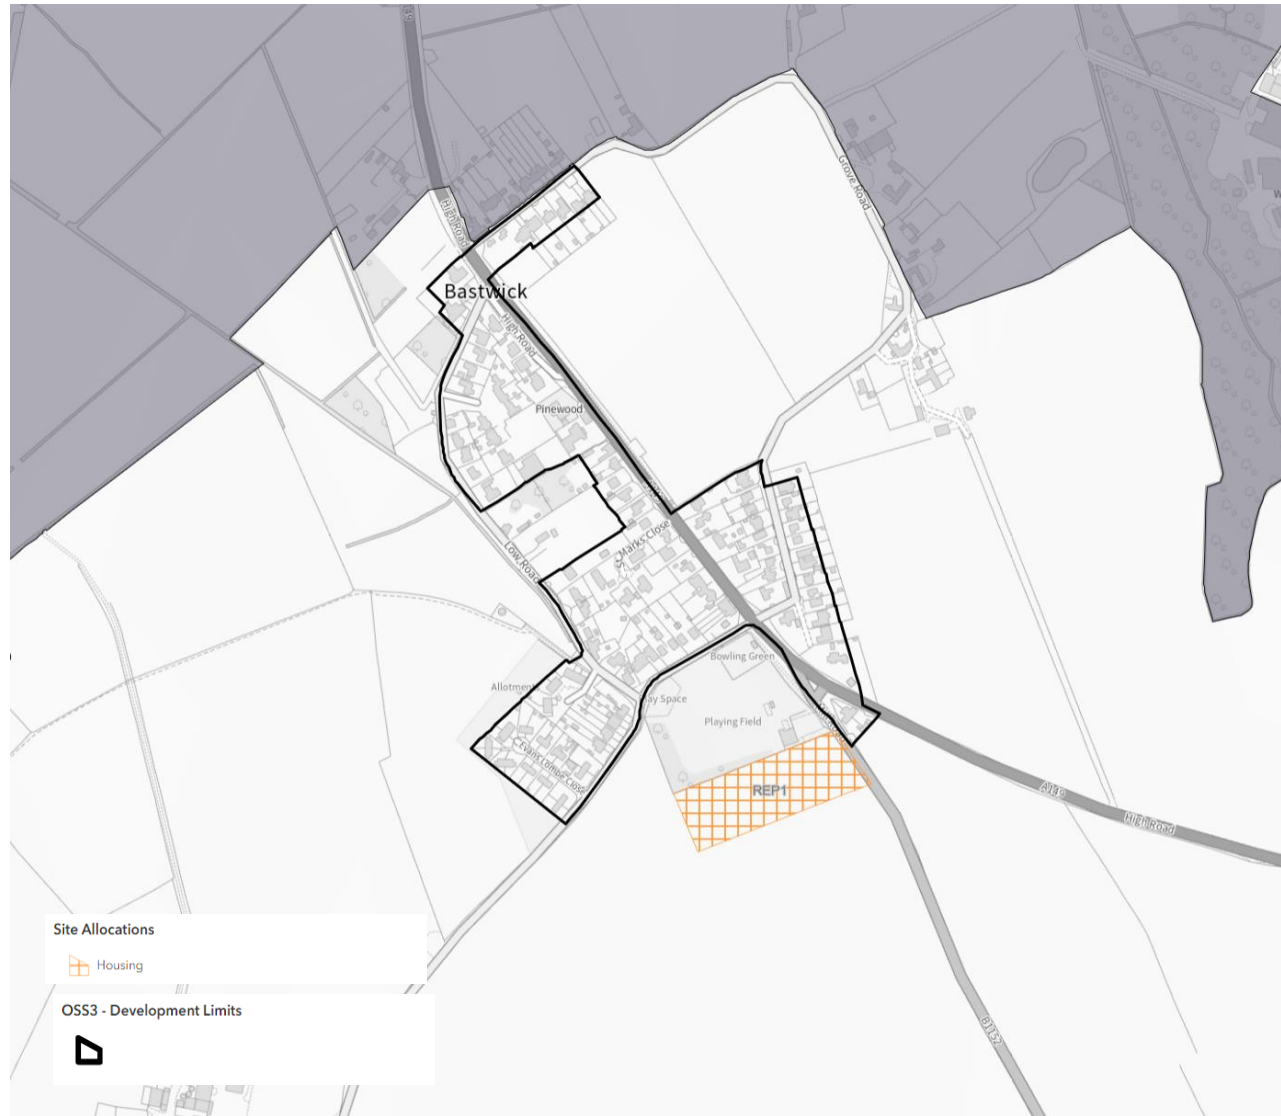 Grove Road
High Road
Bastwick
High Road
Pinewood
St Marks Close
Low Road
Bowling Green
Allotments
Play Space
Playing Field
Evans Lombe Close
REP1
A149
High Road
B1152
Site Allocations
Housing
OSS3 - Development Limits